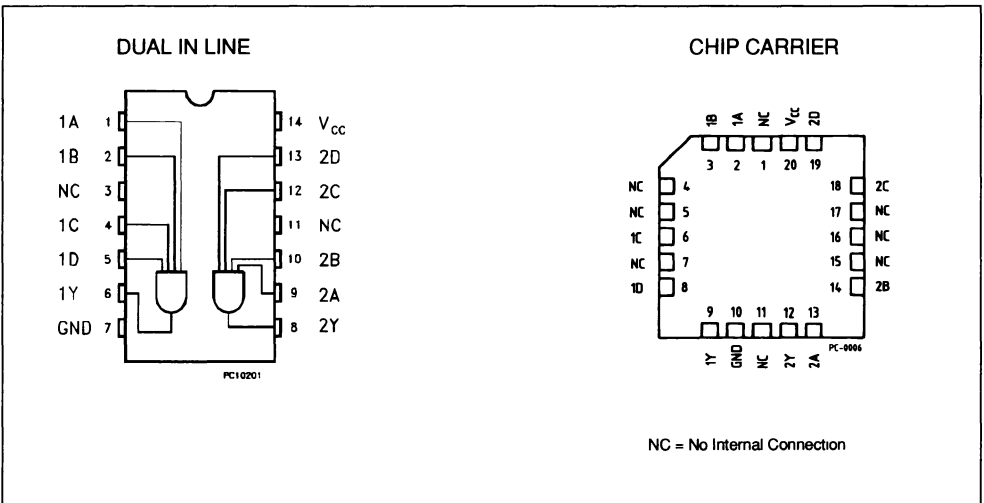 DUAL IN LINE
1A 1 14 VCC
1B 2 13 2D
NC 3 12 2C
1C 4 11 NC
1D 5 10 2B
1Y 6 9 2A
GND 7 8 2Y
PC10201
CHIP CARRIER
1B 1A NC VCC 2D
3 2 1 20 19
NC 4 18 2C
NC 5 17 NC
1C 6 16 NC
NC 7 15 NC
1D 8 14 2B
9 10 11 12 13
1Y GND NC 2Y 2A
PC-0006
NC = No Internal Connection